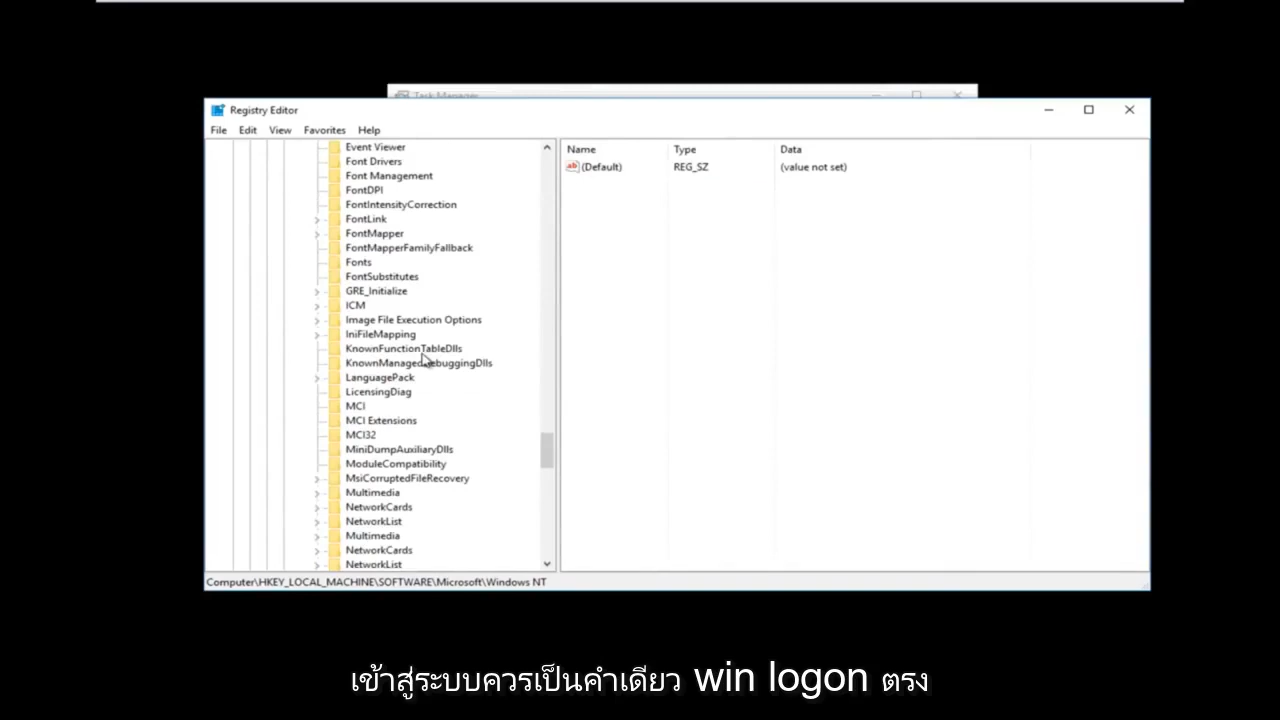 Task Manager
Registry Editor
File Edit View Favorites Help
Name Type Data
(Default) REG_SZ (value not set)
Event Viewer
Font Drivers
Font Management
FontDPI
FontIntensityCorrection
FontLink
FontMapper
FontMapperFamilyFallback
Fonts
FontSubstitutes
GRE_Initialize
ICM
Image File Execution Options
IniFileMapping
KnownFunctionTableDlls
KnownManagedDebuggingDlls
LanguagePack
LicensingDiag
MCI
MCI Extensions
MCI32
MiniDumpAuxiliaryDlls
ModuleCompatibility
MsiCorruptedFileRecovery
Multimedia
NetworkCards
NetworkList
Multimedia
NetworkCards
NetworkList
Computer\HKEY_LOCAL_MACHINE\SOFTWARE\Microsoft\Windows NT
เข้าสู่ระบบควรเป็นคำเดียว win logon ตรง